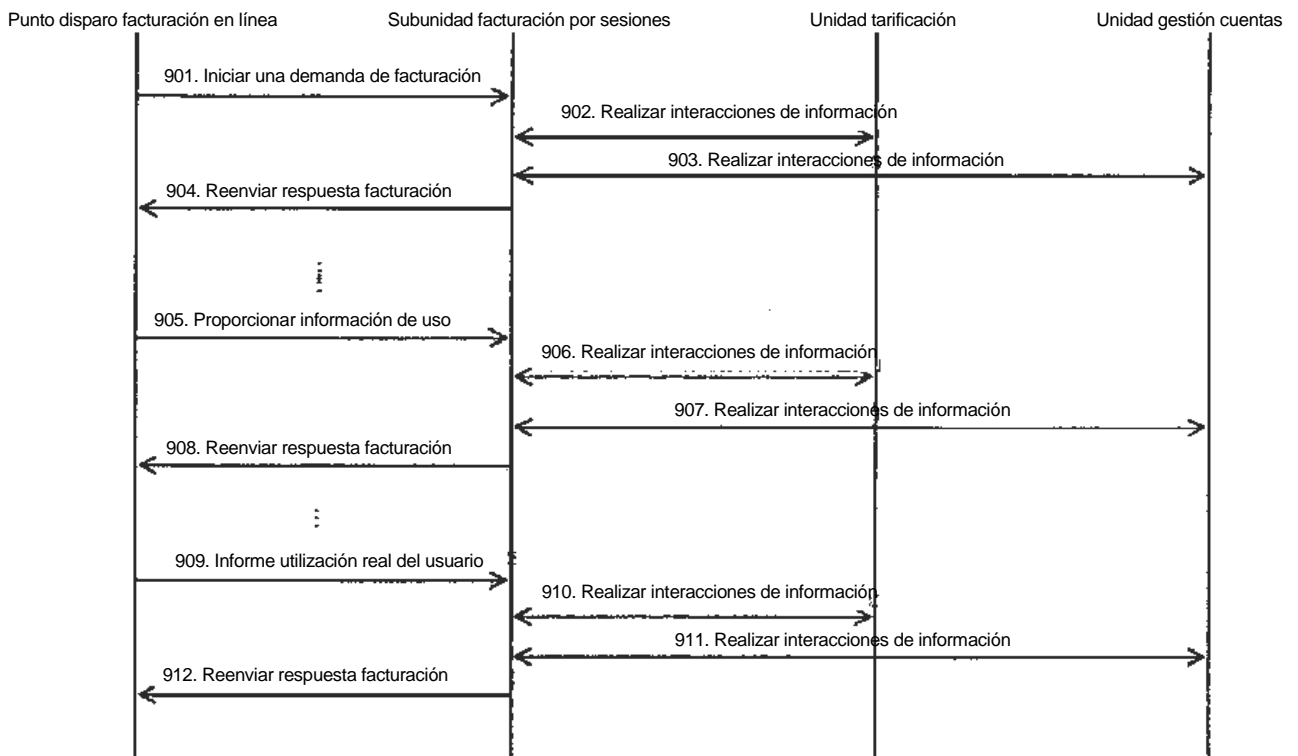 Punto disparo facturación en línea
Subunidad facturación por sesiones
Unidad tarificación
Unidad gestión cuentas
901. Iniciar una demanda de facturación
902. Realizar interacciones de información
903. Realizar interacciones de información
904. Reenviar respuesta facturación
905. Proporcionar información de uso
906. Realizar interacciones de información
907. Realizar interacciones de información
908. Reenviar respuesta facturación
909. Informe utilización real del usuario
910. Realizar interacciones de información
911. Realizar interacciones de información
912. Reenviar respuesta facturación